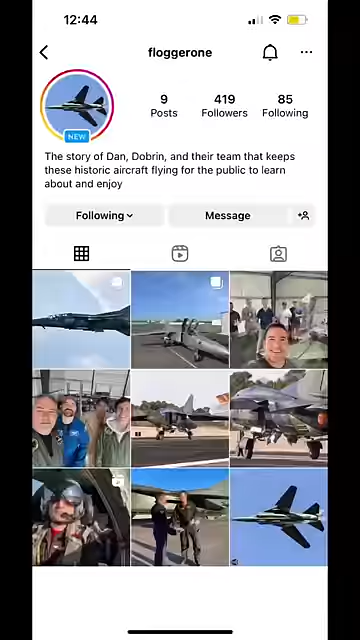 12:44
floggerone
9
Posts
419
Followers
85
Following
NEW
The story of Dan, Dobrin, and their team that keeps
these historic aircraft flying for the public to learn
about and enjoy
Following
Message